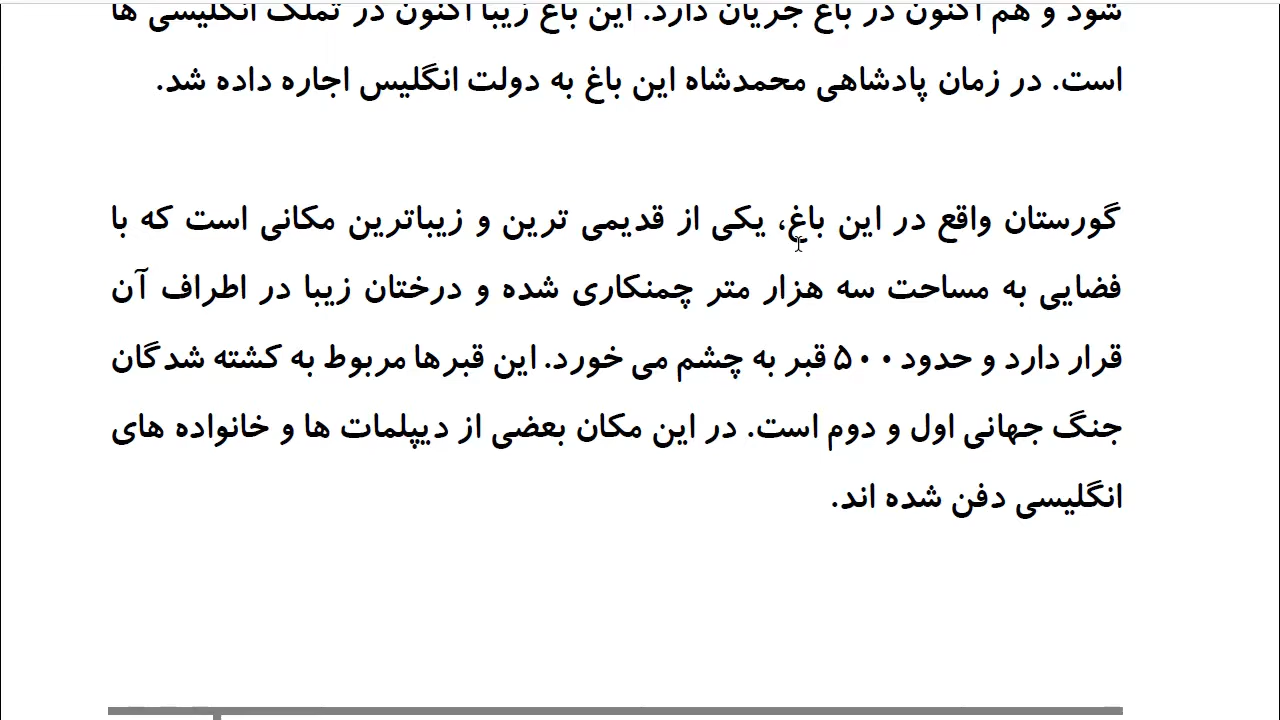 شود و هم اکنون در باغ جریان دارد. این باغ زیبا اکنون در تملک انگلیسی ها
است. در زمان پادشاهی محمدشاه این باغ به دولت انگلیس اجاره داده شد.
گورستان واقع در این باغ، یکی از قدیمی ترین و زیباترین مکانی است که با
فضایی به مساحت سه هزار متر چمنکاری شده و درختان زیبا در اطراف آن
قرار دارد و حدود ۵۰۰ قبر به چشم می خورد. این قبرها مربوط به کشته شدگان
جنگ جهانی اول و دوم است. در این مکان بعضی از دیپلمات ها و خانواده های
انگلیسی دفن شده اند.